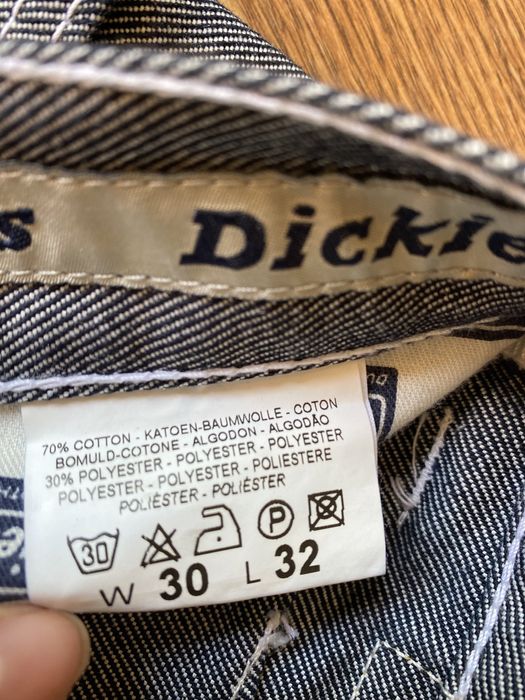 s Dickie
70% COTTON - KATOEN-BAUMWOLLE - COTON
BOMULD-COTONE - ALGODON - ALGODÃO
30% POLYESTER - POLYESTER - POLYESTER
POLYESTER - POLYESTER - POLIESTERE
POLIÉSTER - POLIÉSTER
30 P
W 30 L 32